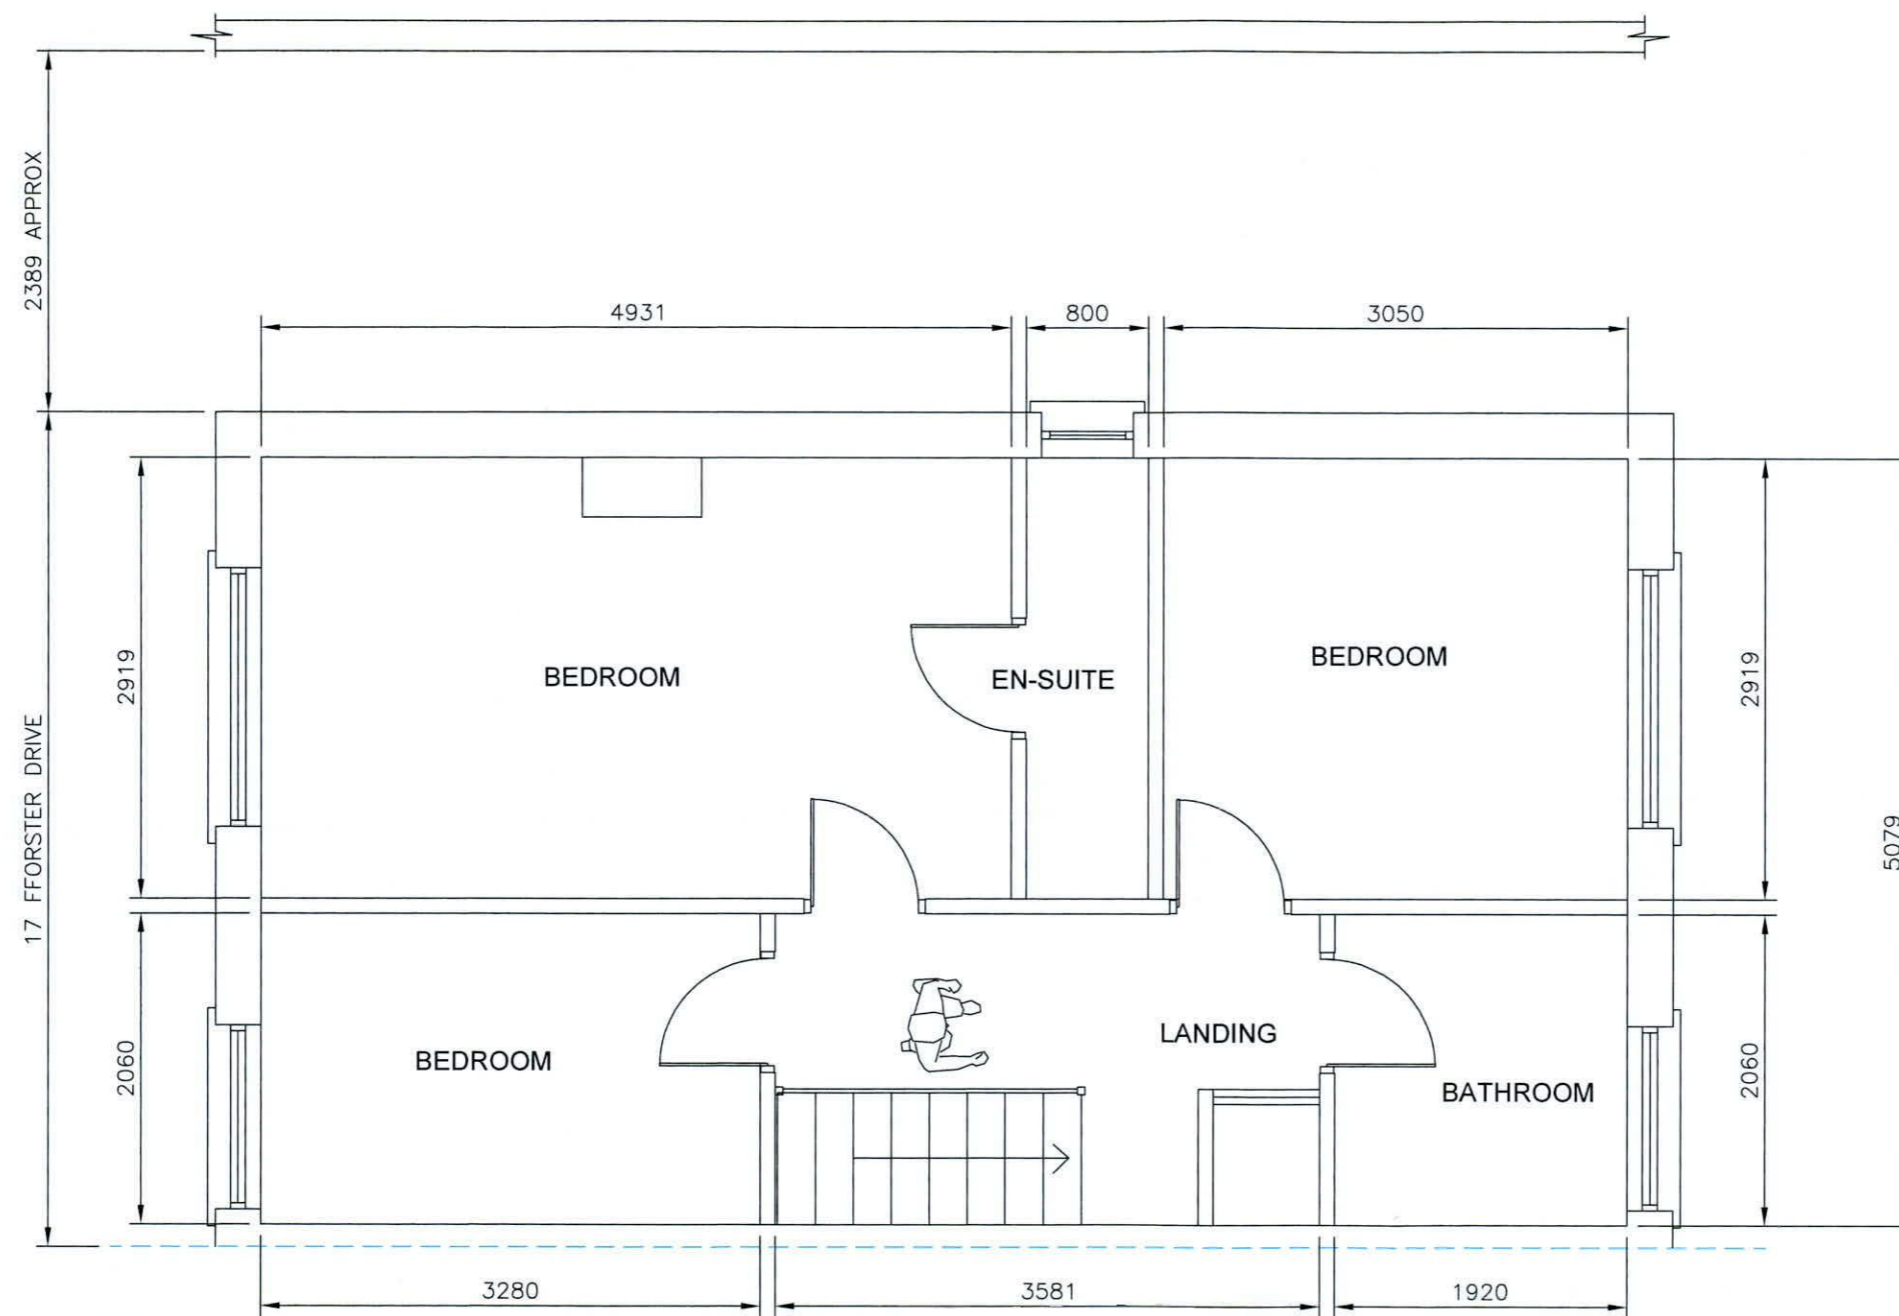 2389 APPROX
4931
800
3050
17 FFORSTER DRIVE
2919
BEDROOM
EN-SUITE
BEDROOM
2919
5079
2060
BEDROOM
LANDING
BATHROOM
2060
3280
3581
1920